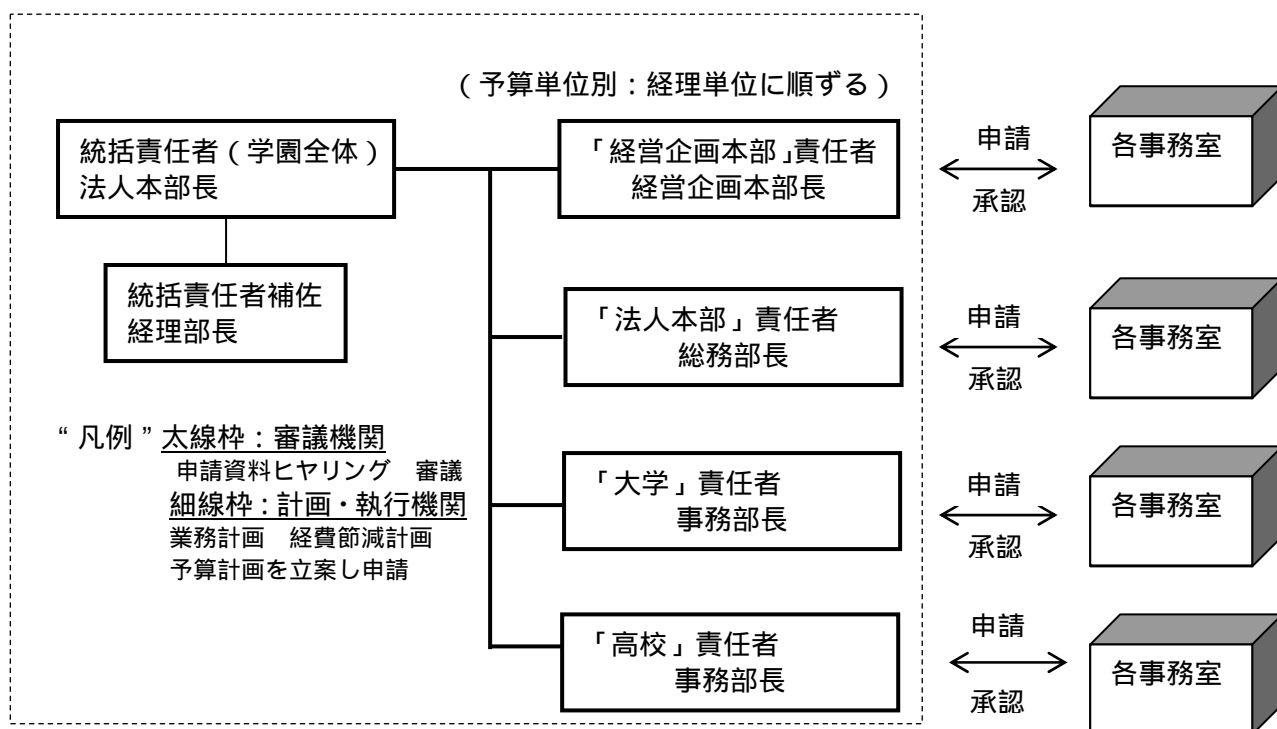 (予算単位別:経理単位に順ずる)
統括責任者(学園全体)
法人本部長
統括責任者補佐
経理部長
「経営企画本部」責任者
経営企画本部長
申請
承認
各事務室
「法人本部」責任者
総務部長
申請
承認
各事務室
「大学」責任者
事務部長
申請
承認
各事務室
「高校」責任者
事務部長
申請
承認
各事務室
“凡例”太線枠:審議機関
申請資料ヒヤリング 審議
細線枠:計画・執行機関
業務計画 経費節減計画
予算計画を立案し申請